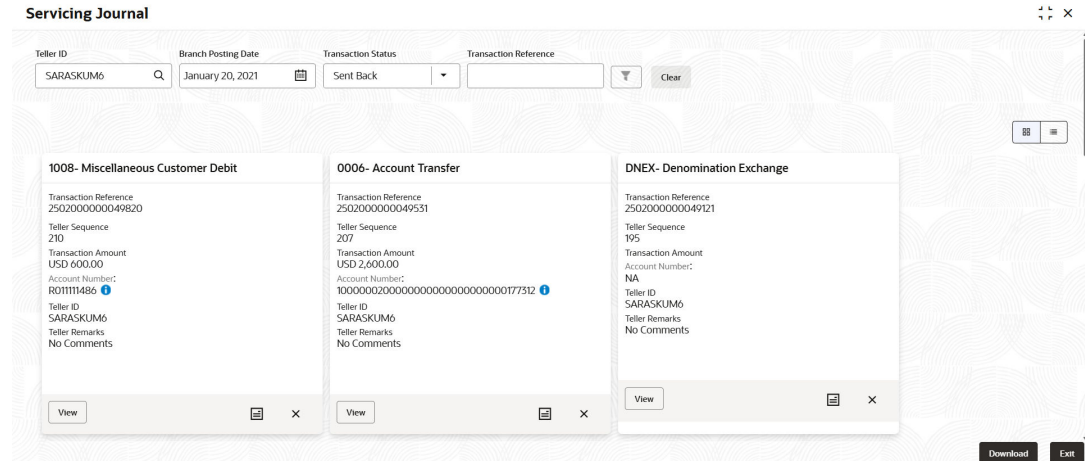 Servicing Journal
Teller ID
Branch Posting Date
Transaction Status
Transaction Reference
SARASKUM6
January 20, 2021
Sent Back
Clear
1008- Miscellaneous Customer Debit
Transaction Reference
2502000000049820
Teller Sequence
210
Transaction Amount
USD 600.00
Account Number:
R011111486
Teller ID
SARASKUM6
Teller Remarks
No Comments
View
0006- Account Transfer
Transaction Reference
2502000000049531
Teller Sequence
207
Transaction Amount
USD 2,600.00
Account Number:
Teller ID
SARASKUM6
Teller Remarks
No Comments
View
DNEX- Denomination Exchange
Transaction Reference
2502000000049121
Teller Sequence
195
Transaction Amount
Account Number:
NA
Teller ID
SARASKUM6
Teller Remarks
No Comments
View
Download
Exit